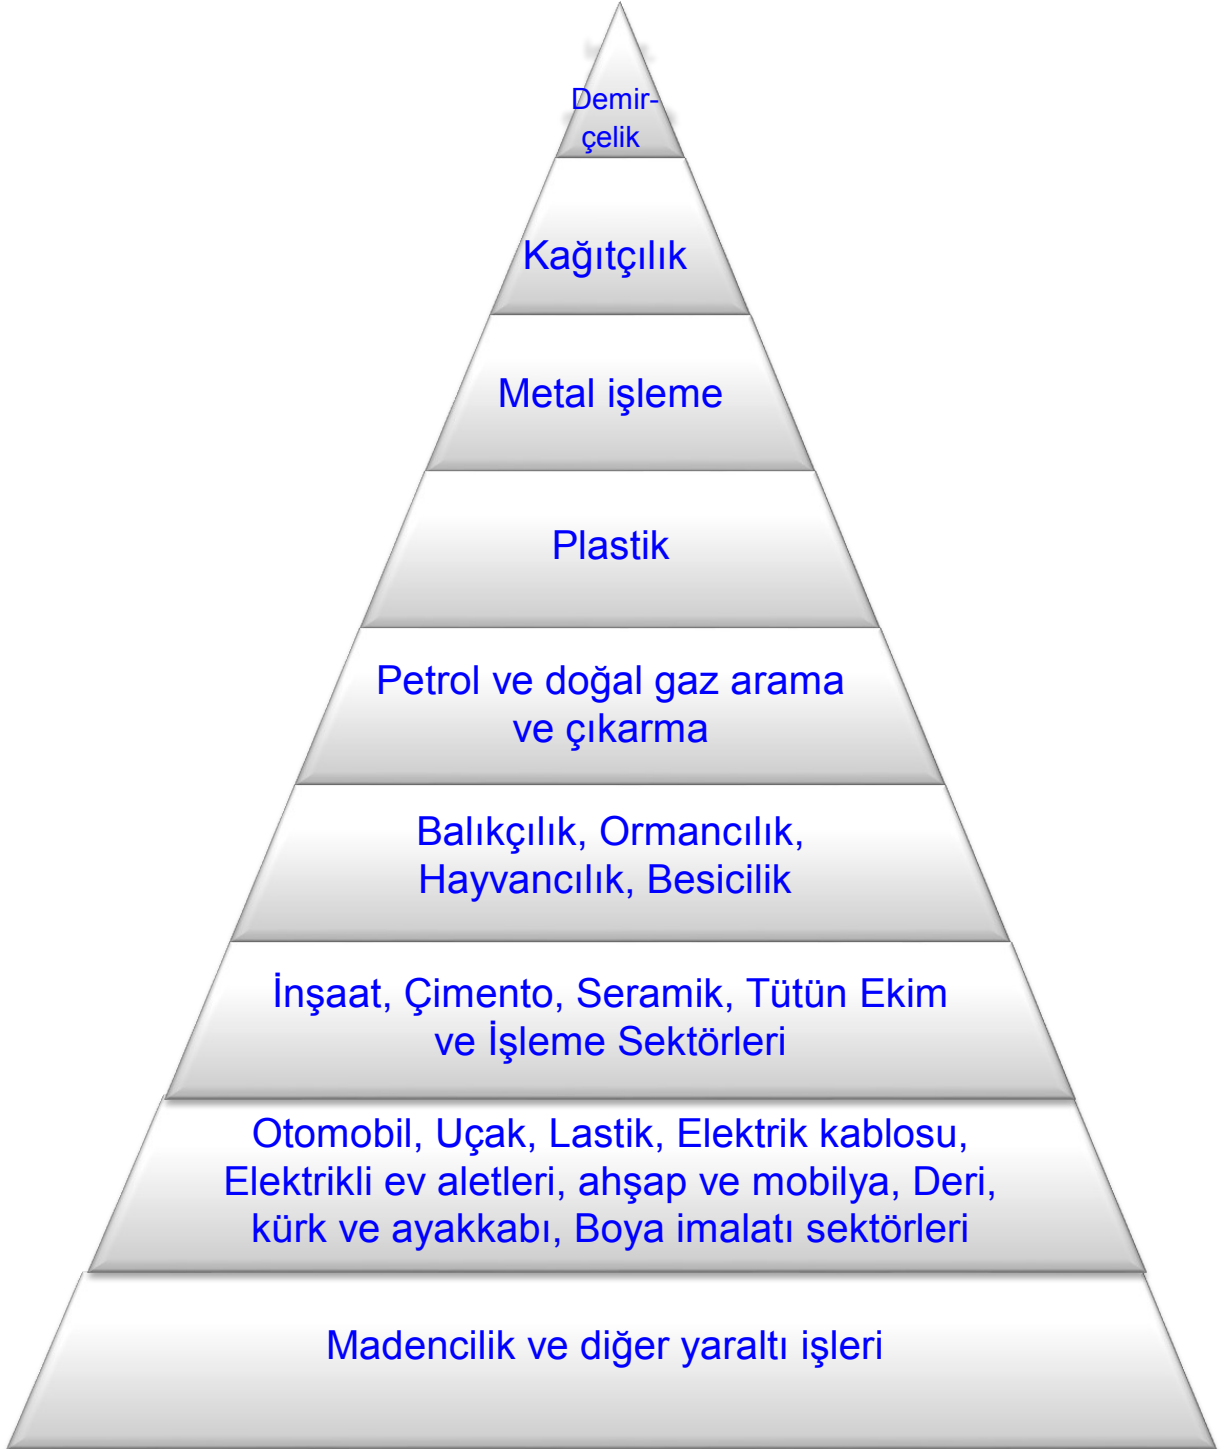 Demir-
çelik
Kağıtçılık
Metal işleme
Plastik
Petrol ve doğal gaz arama
ve çıkarma
Balıkçılık, Ormancılık,
Hayvancılık, Besicilik
İnşaat, Çimento, Seramik, Tütün Ekim
ve İşleme Sektörleri
Otomobil, Uçak, Lastik, Elektrik kablosu,
Elektrikli ev aletleri, ahşap ve mobilya, Deri,
kürk ve ayakkabı, Boya imalatı sektörleri
Madencilik ve diğer yaraltı işleri